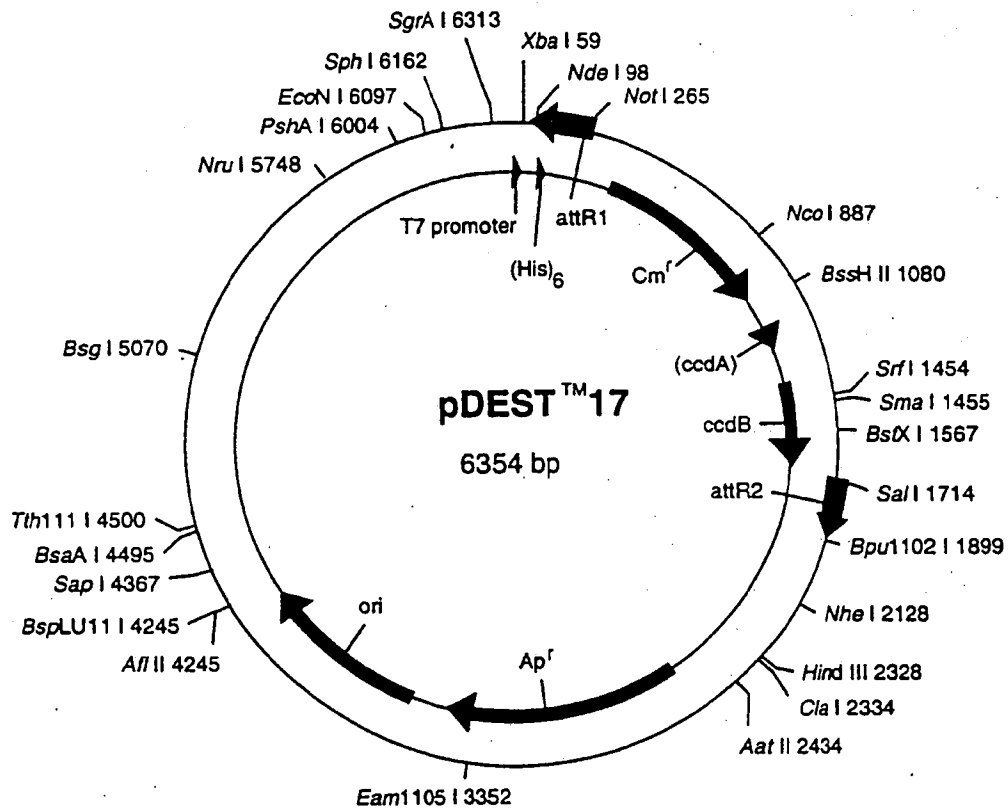 SgrA I 6313
Xba I 59
Sph I 6162
Nde I 98
EcoN I 6097
Not I 265
PshA I 6004
Nru I 5748
T7 promoter
attR1
Nco I 887
(His)6
Cmr
BssH II 1080
Bsg I 5070
(ccdA)
Srf I 1454
pDEST™17
Sma I 1455
ccdB
BstX I 1567
6354 bp
attR2
Sal I 1714
Tth111 I 4500
Bpu1102 I 1899
BsaA I 4495
Sap I 4367
ori
Nhe I 2128
BspLU11 I 4245
Afl II 4245
Apr
Hind III 2328
Cla I 2334
Aat II 2434
Eam1105 I 3352